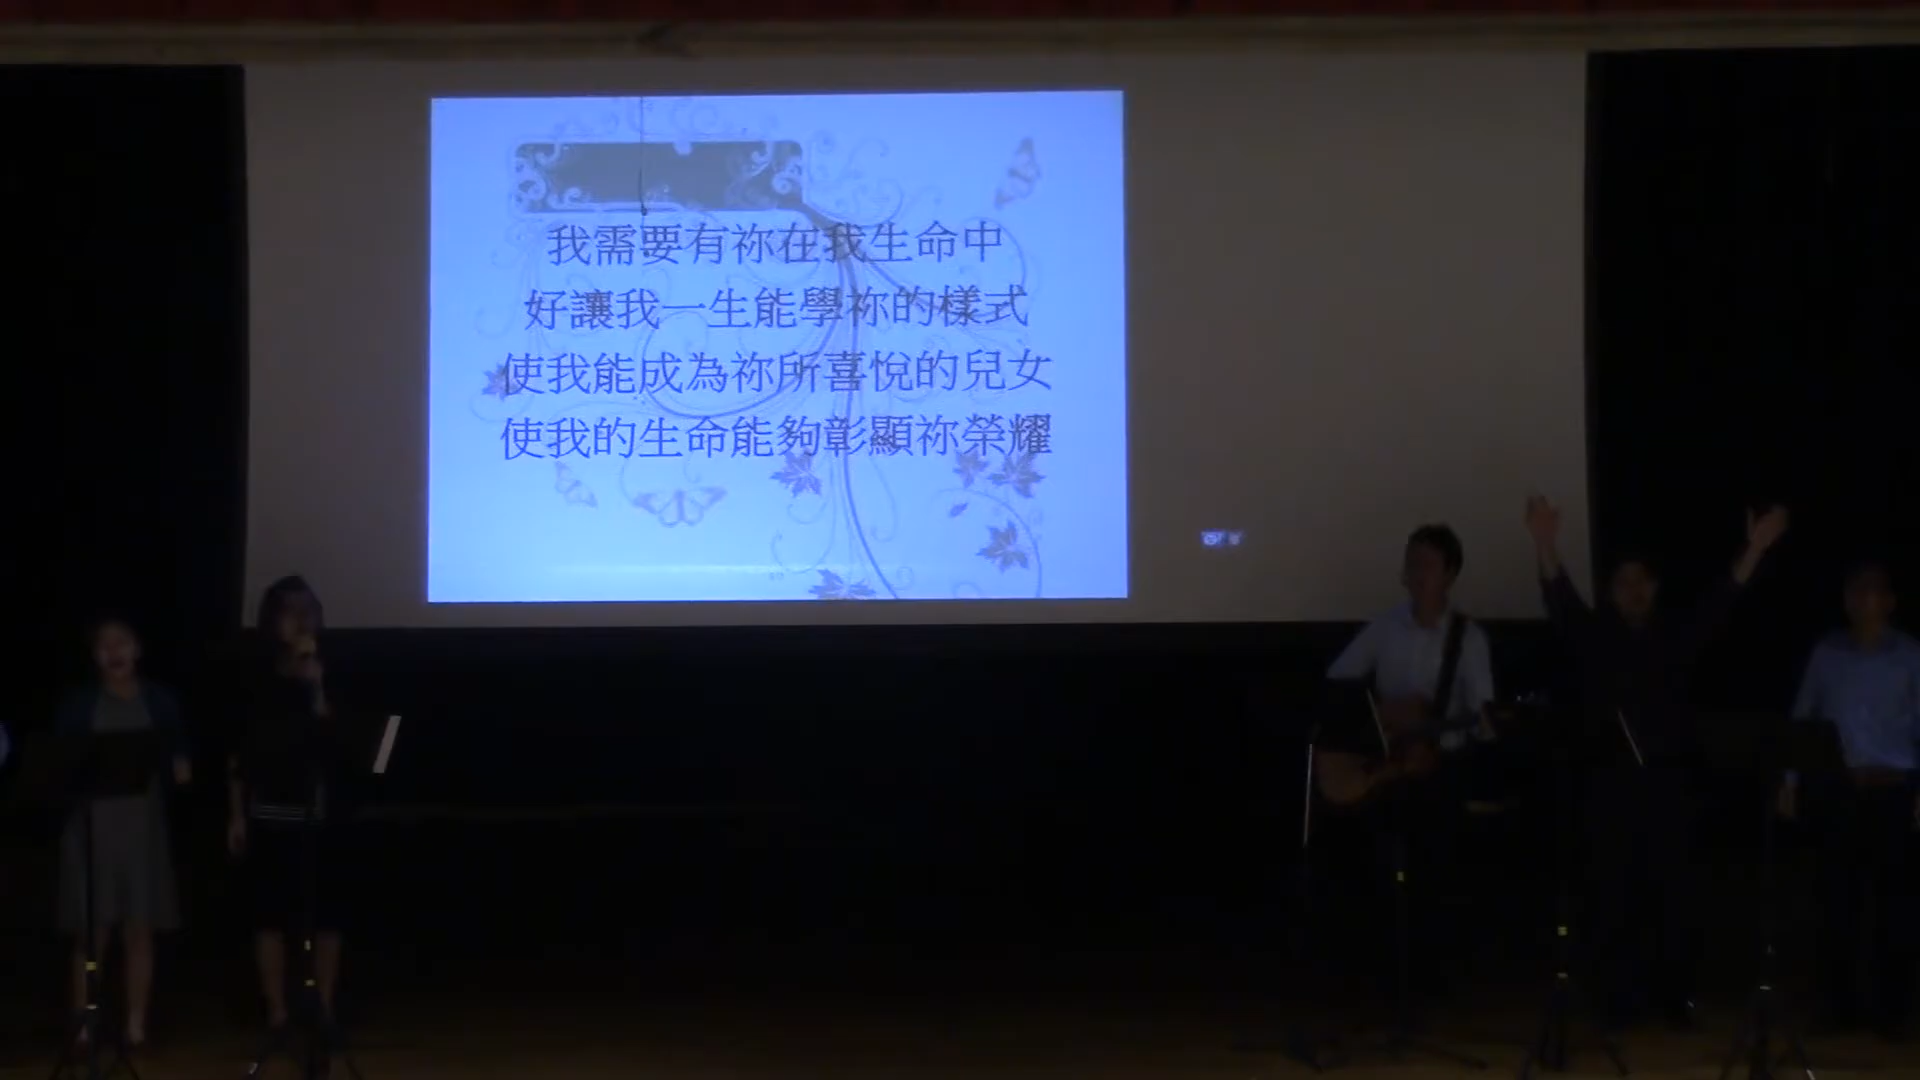 我需要有祢在我生命中
好讓我一生能學祢的樣式
使我能成為祢所喜悅的兒女
使我的生命能夠彰顯祢榮耀